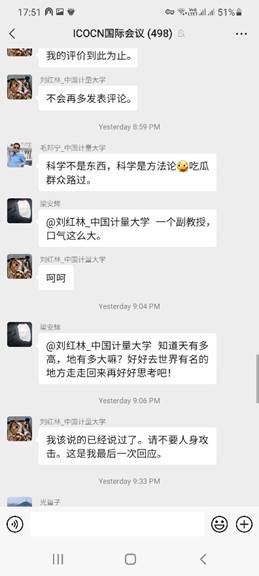 17:51
51%
ICOCN国际会议 (498)
我的评价到此为止。
刘红林_中国计量大学
不会再多发表评论。
Yesterday 8:59 PM
毛邦宁_中国计量大学
科学不是东西，科学是方法论🤣吃瓜
群众路过。
梁安辉
@刘红林_中国计量大学 一个副教授，
口气这么大。
刘红林_中国计量大学
呵呵
Yesterday 9:04 PM
梁安辉
@刘红林_中国计量大学 知道天有多
高，地有多大嘛？好好去世界有名的
地方走走回来再好好思考吧！
Yesterday 9:06 PM
刘红林_中国计量大学
我该说的已经说过了。请不要人身攻
击。这是我最后一次回应。
Yesterday 9:33 PM
光猫子